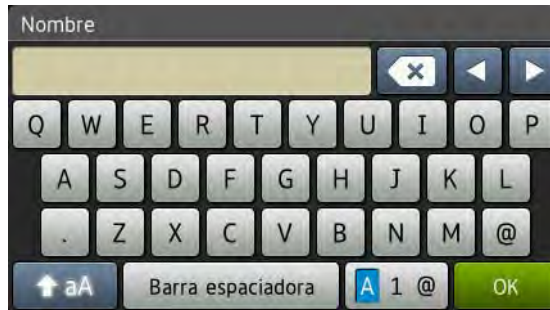 Nombre
Q W E R T Y U I O P
A S D F G H J K L
. Z X C V B N M @
aA Barra espaciadora A 1 @ OK